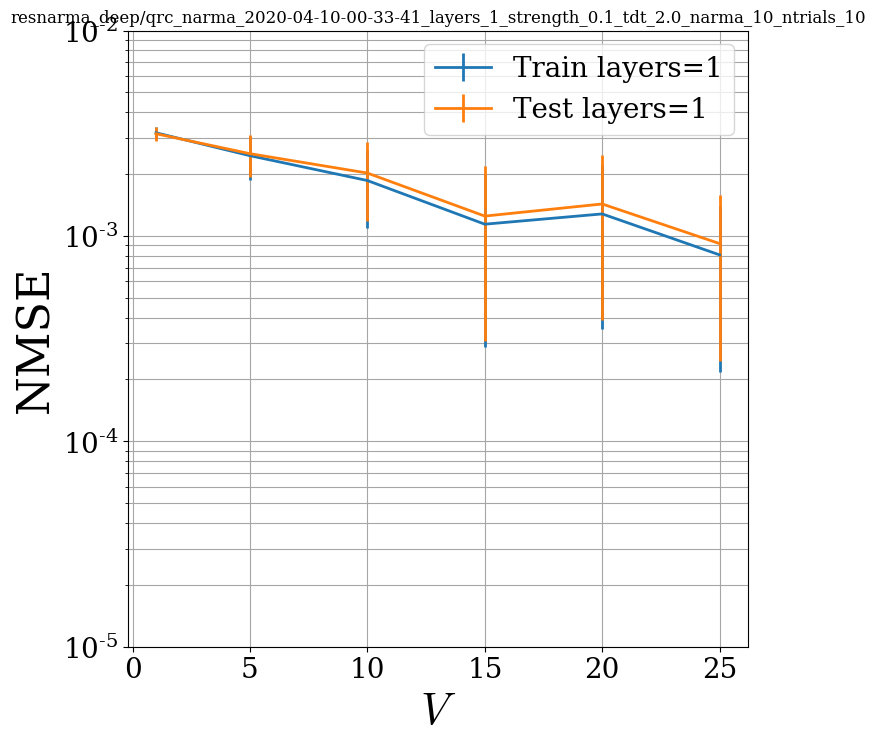 resnarma_deep/qrc_narma_2020-04-10-00-33-41_layers_1_strength_0.1_tdt_2.0_narma_10_ntrials_10
10-2
Train layers=1
Test layers=1
10-3
NMSE
10-4
10-5
0 5 10 15 20 25
V